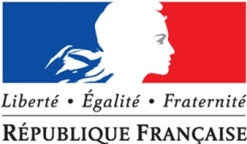 Liberté • Égalité • Fraternité
RÉPUBLIQUE FRANÇAISE